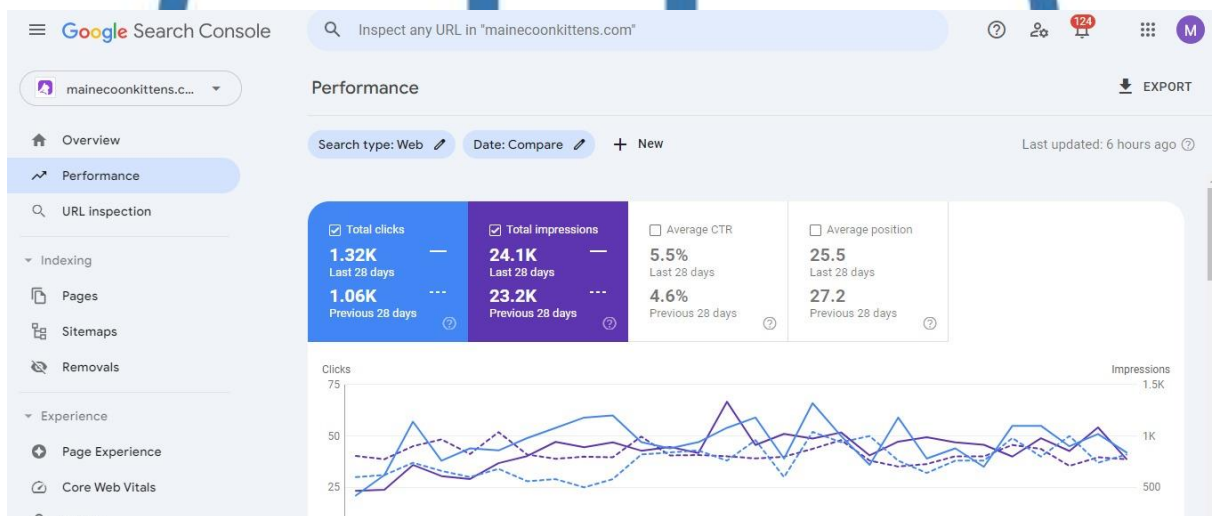 Google Search Console
Inspect any URL in "mainecoonkittens.com"
124
M
mainecoonkittens.c...
Performance
EXPORT
Overview
Performance
URL inspection
Indexing
Pages
Sitemaps
Removals
Experience
Page Experience
Core Web Vitals
Search type: Web
Date: Compare
+ New
Last updated: 6 hours ago
Total clicks
1.32K
Last 28 days
1.06K
Previous 28 days
Total impressions
24.1K
Last 28 days
23.2K
Previous 28 days
Average CTR
5.5%
Last 28 days
4.6%
Previous 28 days
Average position
25.5
Last 28 days
27.2
Previous 28 days
Clicks
Impressions
75
1.5K
50
1K
25
500